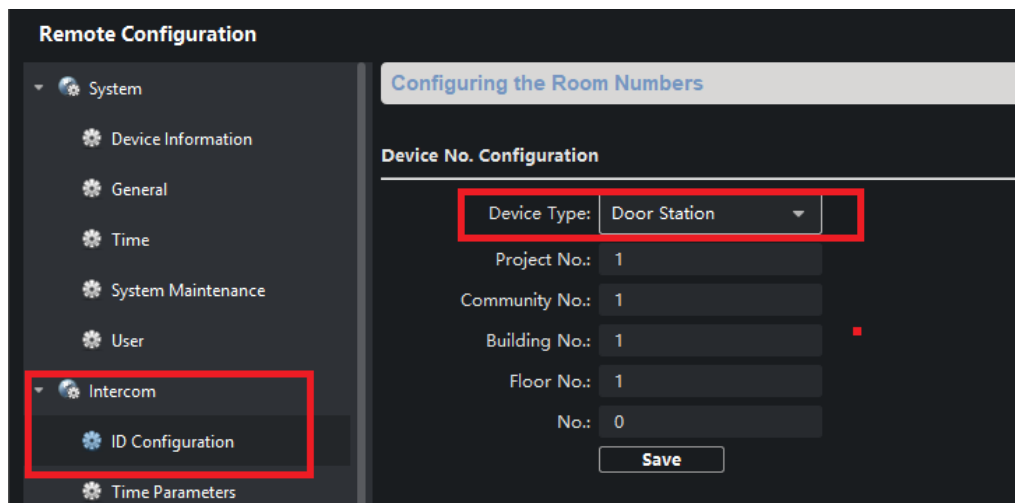 Remote Configuration
System
Device Information
General
Time
System Maintenance
User
Intercom
ID Configuration
Time Parameters
Configuring the Room Numbers
Device No. Configuration
Device Type: Door Station
Project No.: 1
Community No.: 1
Building No.: 1
Floor No.: 1
No.: 0
Save